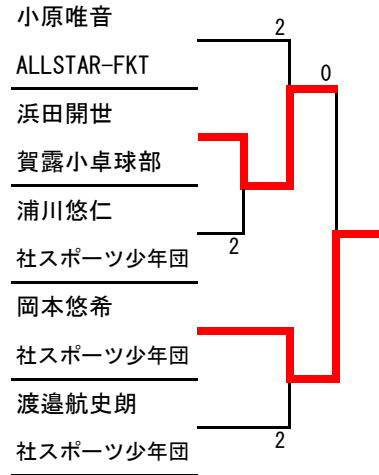 小原唯音
2
ALLSTAR-FKT
0
浜田開世
賀露小卓球部
浦川悠仁
2
社スポーツ少年団
岡本悠希
社スポーツ少年団
渡邉航史朗
2
社スポーツ少年団